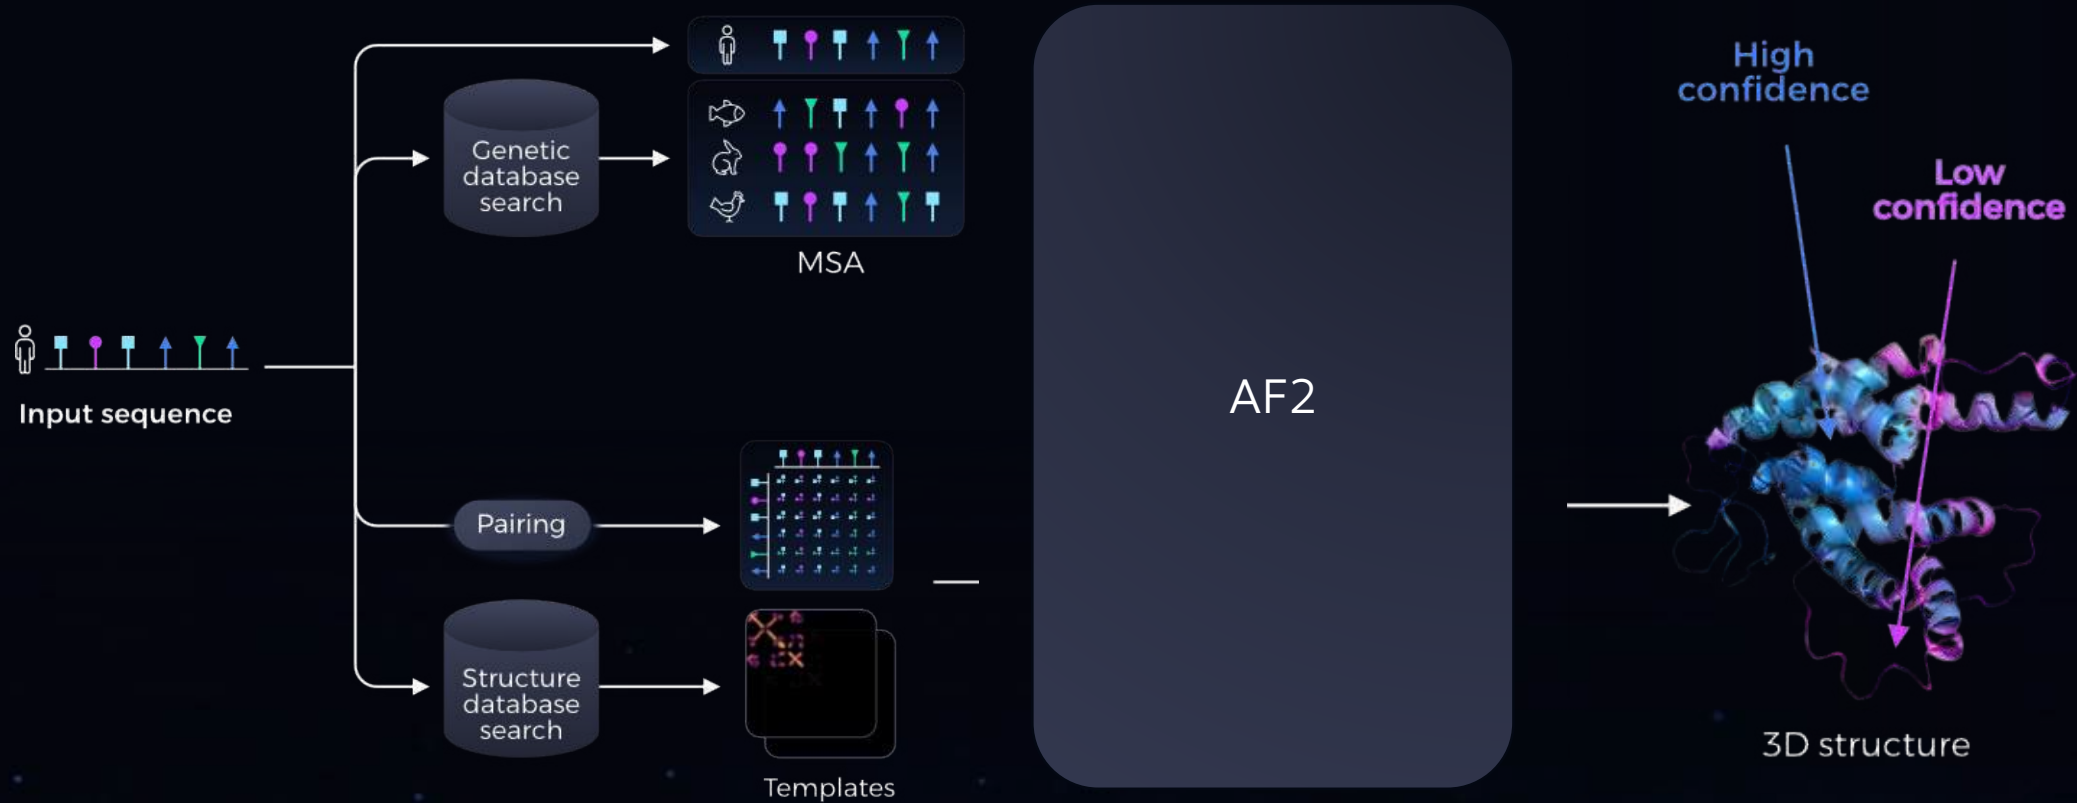 Genetic
database
search
MSA
Input sequence
Pairing
Structure
database
search
Templates
AF2
High
confidence
Low
confidence
3D structure